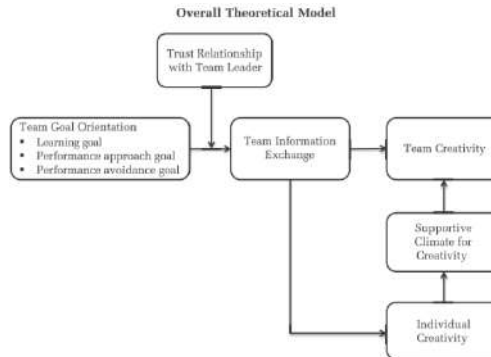 Overall Theoretical Model
Trust Relationship
with Team Leader
Team Goal Orientation
▪ Learning goal
▪ Performance approach goal
▪ Performance avoidance goal
Team Information
Exchange
Team Creativity
Supportive
Climate for
Creativity
Individual
Creativity